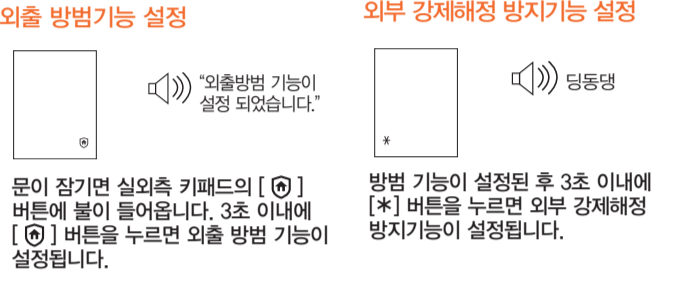 외출 방범기능 설정
“외출방범 기능이
설정 되었습니다.”
문이 잠기면 실외측 키패드의 [ ]
버튼에 불이 들어옵니다. 3초 이내에
[ ] 버튼을 누르면 외출 방범 기능이
설정됩니다.
외부 강제해정 방지기능 설정
딩동댕
*
방범 기능이 설정된 후 3초 이내에
[*] 버튼을 누르면 외부 강제해정
방지기능이 설정됩니다.